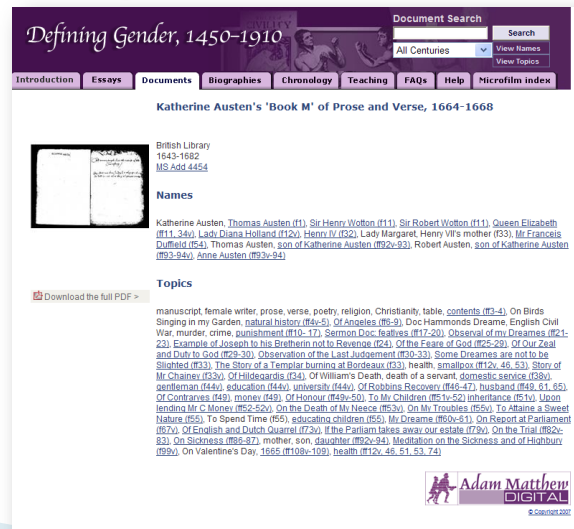 Defining Gender, 1450-1910
Document Search
Search
All Centuries
View Names
View Topics
Introduction Essays Documents Biographies Chronology Teaching FAQs Help Microfilm index
Katherine Austen's 'Book M' of Prose and Verse, 1664-1668
British Library
1643-1682
MS Add 4454
Names
Katherine Austen, Thomas Austen (f1), Sir Henry Wotton (f11), Sir Robert Wotton (f11), Queen Elizabeth
(ff11, 34v), Lady Diana Holland (f12v), Henry IV (f32), Lady Margaret, Henry VII's mother (f33), Mr Franceis
Duffield (f54), Thomas Austen, son of Katherine Austen (ff92v-93), Robert Austen, son of Katherine Austen
(ff93-94v), Anne Austen (ff93v-94)
Topics
Download the full PDF >
manuscript, female writer, prose, verse, poetry, religion, Christianity, table, contents (ff3-4), On Birds
Singing in my Garden, natural history (ff4v-5), Of Angeles (ff6-9), Doc Hammonds Dreame, English Civil
War, murder, crime, punishment (ff10- 17), Sermon Doc: featlves (ff17-20), Observal of my Dreames (ff21-
23), Example of Joseph to his Bretherin not to Revenge (f24), Of the Feare of God (ff25-29), Of Our Zeal
and Duty to God (ff29-30), Observation of the Last Judgement (ff30-33), Some Dreames are not to be
Slighted (ff33), The Story of a Templar burning at Bordeaux (ff33), health, smallpox (ff12v, 46, 53), Story of
Mr Chainey (f33v), Of Hildegardis (f34), Of William's Death, death of a servant, domestic service (f38v),
gentleman (f44v), education (f44v), university (f44v), Of Robbins Recovery (ff46-47), husband (ff49, 61, 65),
Of Contrarves (f49), money (f49), Of Honour (ff49v-50), To My Children (ff51v-52) inheritance (f51v), Upon
lending Mr C Money (ff52-52v), On the Death of My Neece (ff53v), On My Troubles (f55v), To Attaine a Sweet
Nature (f55), To Spend Time (f55), educating children (f55), My Dreame (ff60v-61), On Report at Parliament
(f67v), Of English and Dutch Quarrel (f73v), If the Parliam takes away our estate (f79v), On the Trial (ff82v-
83), On Sickness (ff86-87), mother, son, daughter (ff92v-94), Meditation on the Sickness and of Highbury
(f99v), On Valentine's Day, 1665 (ff108v-109), health (ff12v, 46, 51, 53, 74)
Adam Matthew
DIGITAL
© Copyright 2007